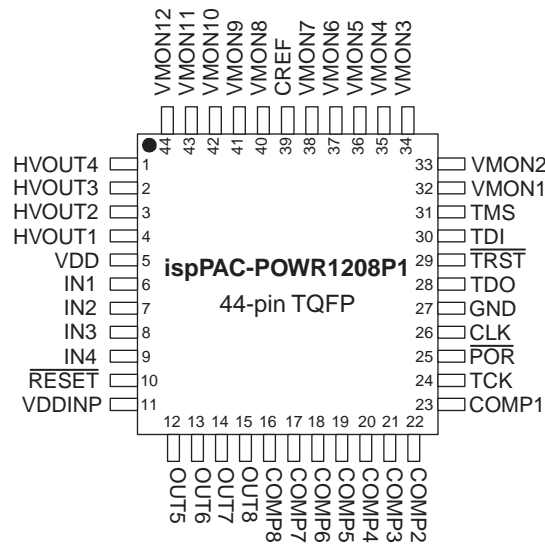 VMON12
VMON11
VMON10
VMON9
VMON8
CREF
VMON7
VMON6
VMON5
VMON4
VMON3
44
43
42
41
40
39
38
37
36
35
34
HVOUT4 1
HVOUT3 2
HVOUT2 3
HVOUT1 4
VDD 5
IN1 6
IN2 7
IN3 8
IN4 9
RESET 10
VDDINP 11
ispPAC-POWR1208P1
44-pin TQFP
33 VMON2
32 VMON1
31 TMS
30 TDI
29 TRST
28 TDO
27 GND
26 CLK
25 POR
24 TCK
23 COMP1
12 13 14 15 16 17 18 19 20 21 22
OUT5
OUT6
OUT7
OUT8
COMP8
COMP7
COMP6
COMP5
COMP4
COMP3
COMP2